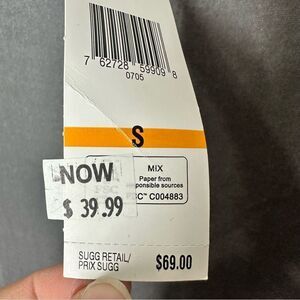 7 62728 59909 8
0705
S
NOW
$ 39.99
MiX
Paper from
ponsible sources
C™ C004883
SUGG RETAIL/
PRIX SUGG
$69.00